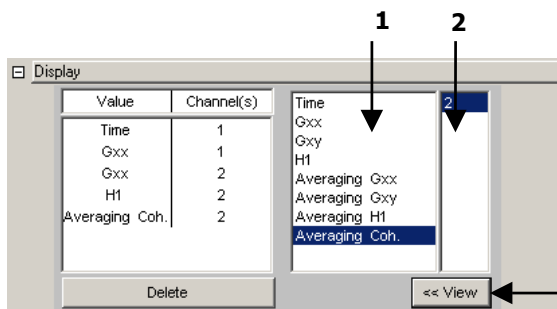 1 2
Display
Value Channel(s)
Time 1
Gxx 1
Gxx 2
H1 2
Averaging Coh. 2
Delete
Time
Gxx
Gxy
H1
Averaging Gxx
Averaging Gxy
Averaging H1
Averaging Coh.
2
<< View